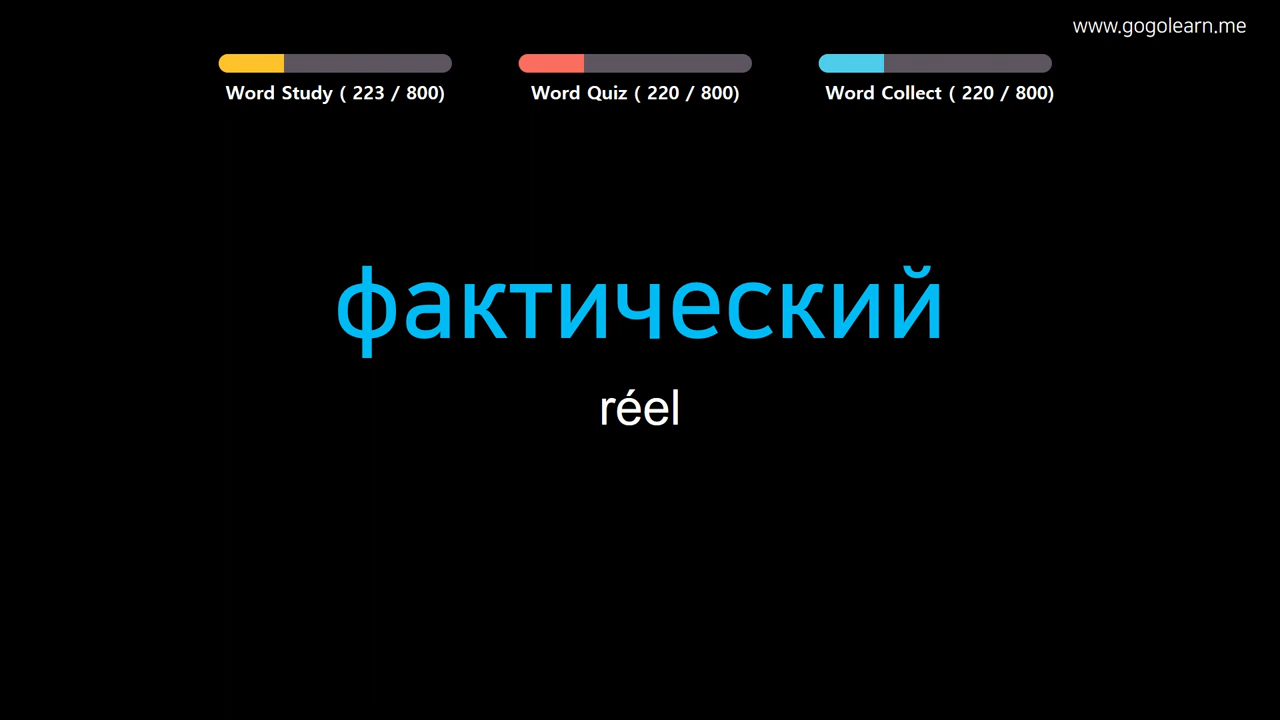 www.gogolearn.me
Word Study ( 223 / 800)
Word Quiz ( 220 / 800)
Word Collect ( 220 / 800)
фактический
réel